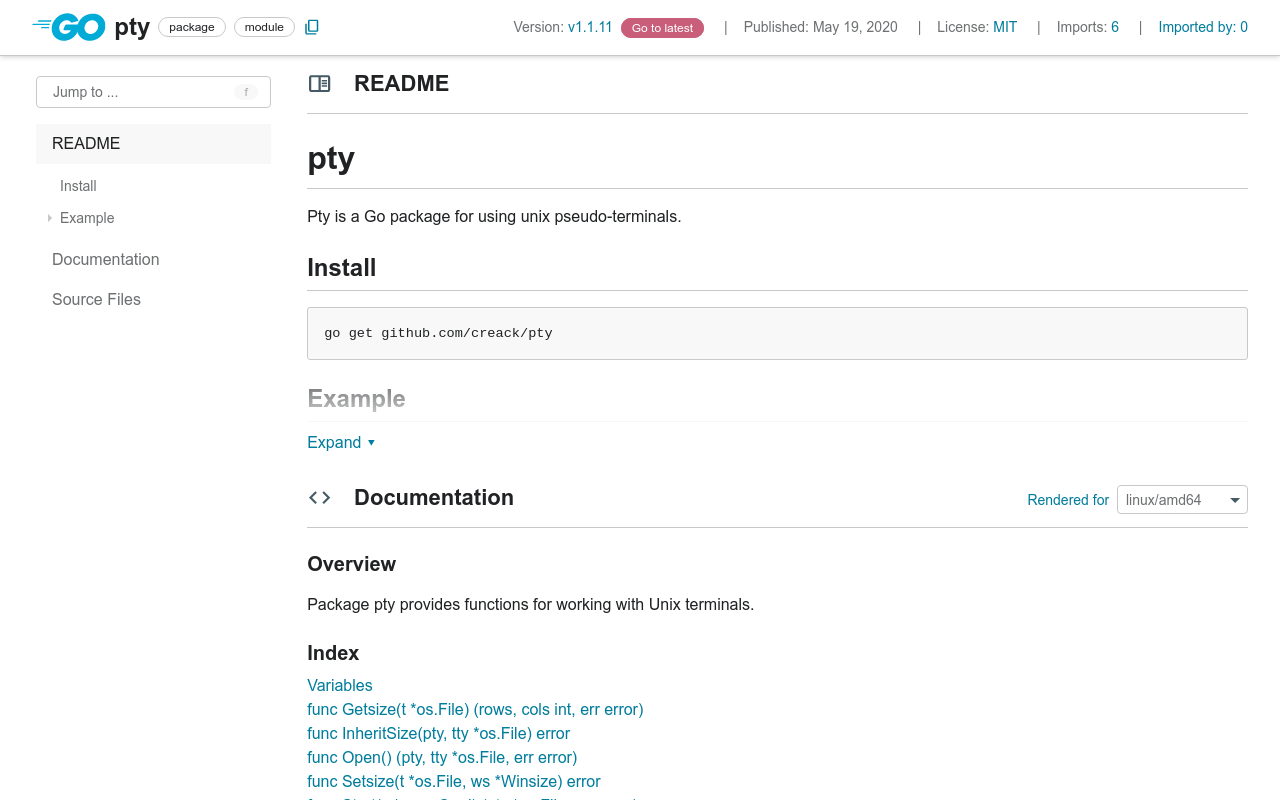 GO pty package module Version: v1.1.11 Go to latest | Published: May 19, 2020 | License: MIT | Imports: 6 | Imported by: 0
Jump to ... f
README
Install
Example
Documentation
Source Files
README
pty
Pty is a Go package for using unix pseudo-terminals.
Install
go get github.com/creack/pty
Example
Expand ▾
Documentation
Rendered for linux/amd64
Overview
Package pty provides functions for working with Unix terminals.
Index
Variables
func Getsize(t *os.File) (rows, cols int, err error)
func InheritSize(pty, tty *os.File) error
func Open() (pty, tty *os.File, err error)
func Setsize(t *os.File, ws *Winsize) error